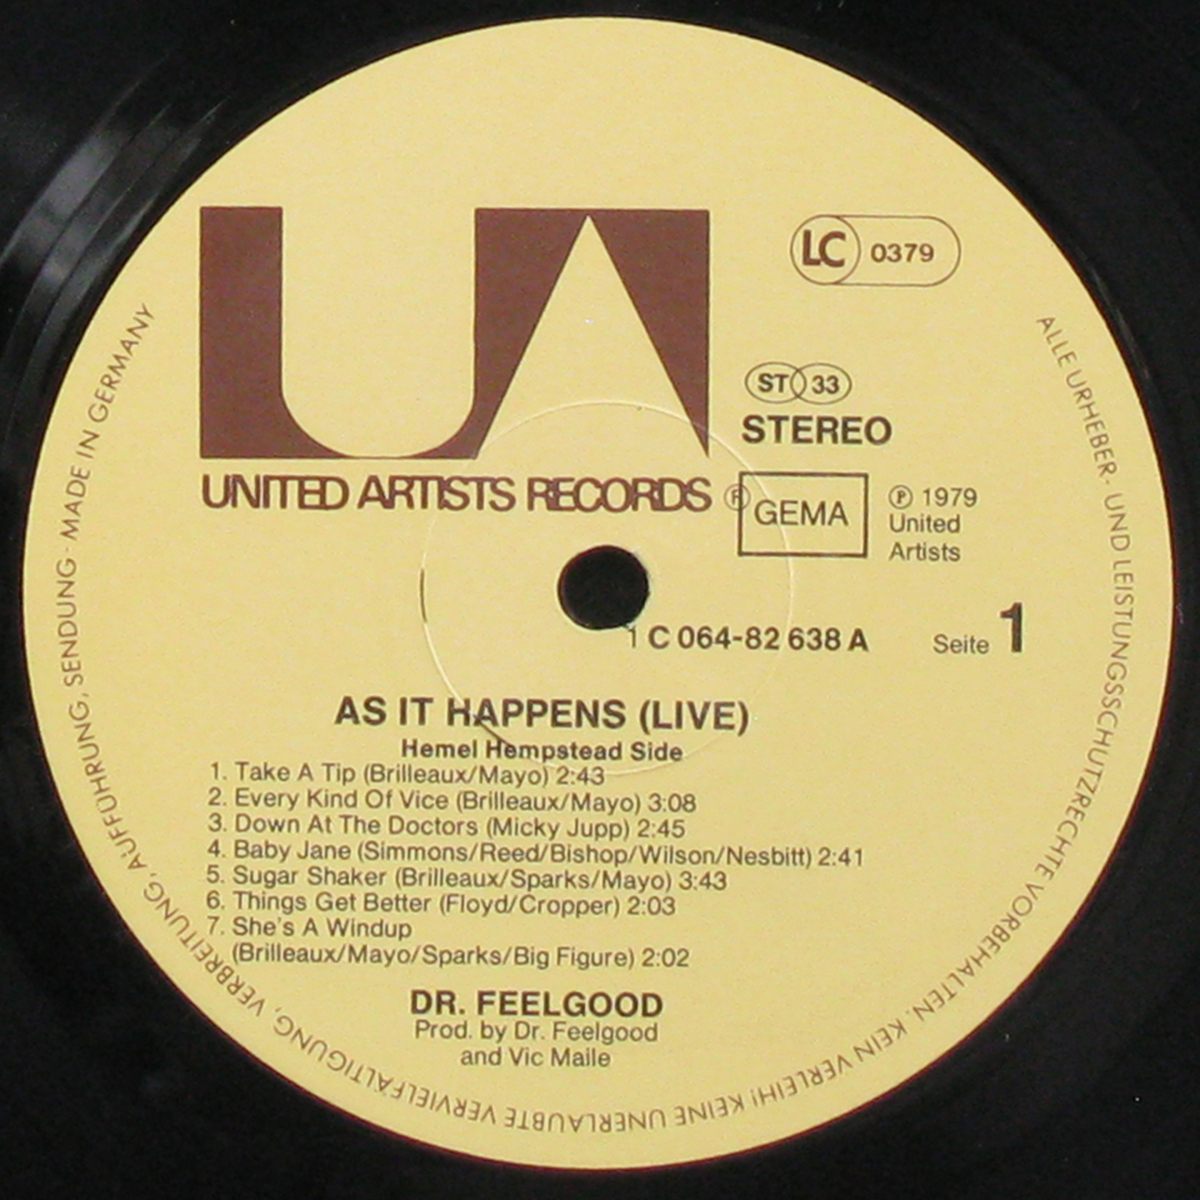 UA
LC 0379
ST 33
STEREO
UNITED ARTISTS RECORDS ®
GEMA
℗ 1979
United
Artists
1 C 064-82 638 A
Seite 1
AS IT HAPPENS (LIVE)
Hemel Hempstead Side
1. Take A Tip (Brilleaux/Mayo) 2:43
2. Every Kind Of Vice (Brilleaux/Mayo) 3:08
3. Down At The Doctors (Micky Jupp) 2:45
4. Baby Jane (Simmons/Reed/Bishop/Wilson/Nesbitt) 2:41
5. Sugar Shaker (Brilleaux/Sparks/Mayo) 3:43
6. Things Get Better (Floyd/Cropper) 2:03
7. She's A Windup
(Brilleaux/Mayo/Sparks/Big Figure) 2:02
DR. FEELGOOD
Prod. by Dr. Feelgood
and Vic Maile
ALLE URHEBER- UND LEISTUNGSSCHUTZRECHTE VORBEHALTEN. KEIN VERLEIH! KEINE UNERLAUBTE VERVIELFÄLTIGUNG, VERBREITUNG, AUFFÜHRUNG, SENDUNG · MADE IN GERMANY